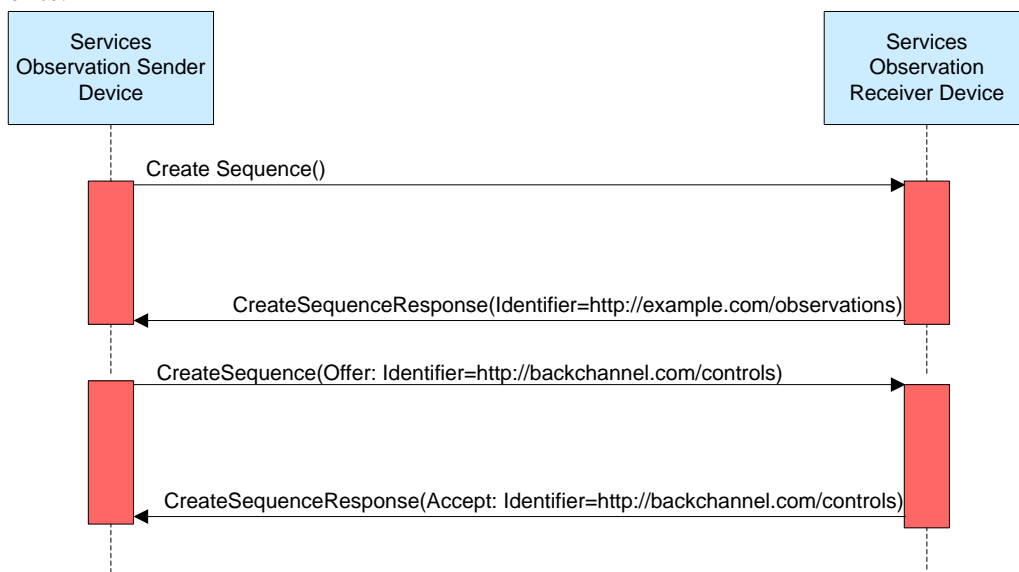 Services
Observation Sender
Device
Services
Observation
Receiver Device
Create Sequence()
CreateSequenceResponse(Identifier=http://example.com/observations)
CreateSequence(Offer: Identifier=http://backchannel.com/controls)
CreateSequenceResponse(Accept: Identifier=http://backchannel.com/controls)